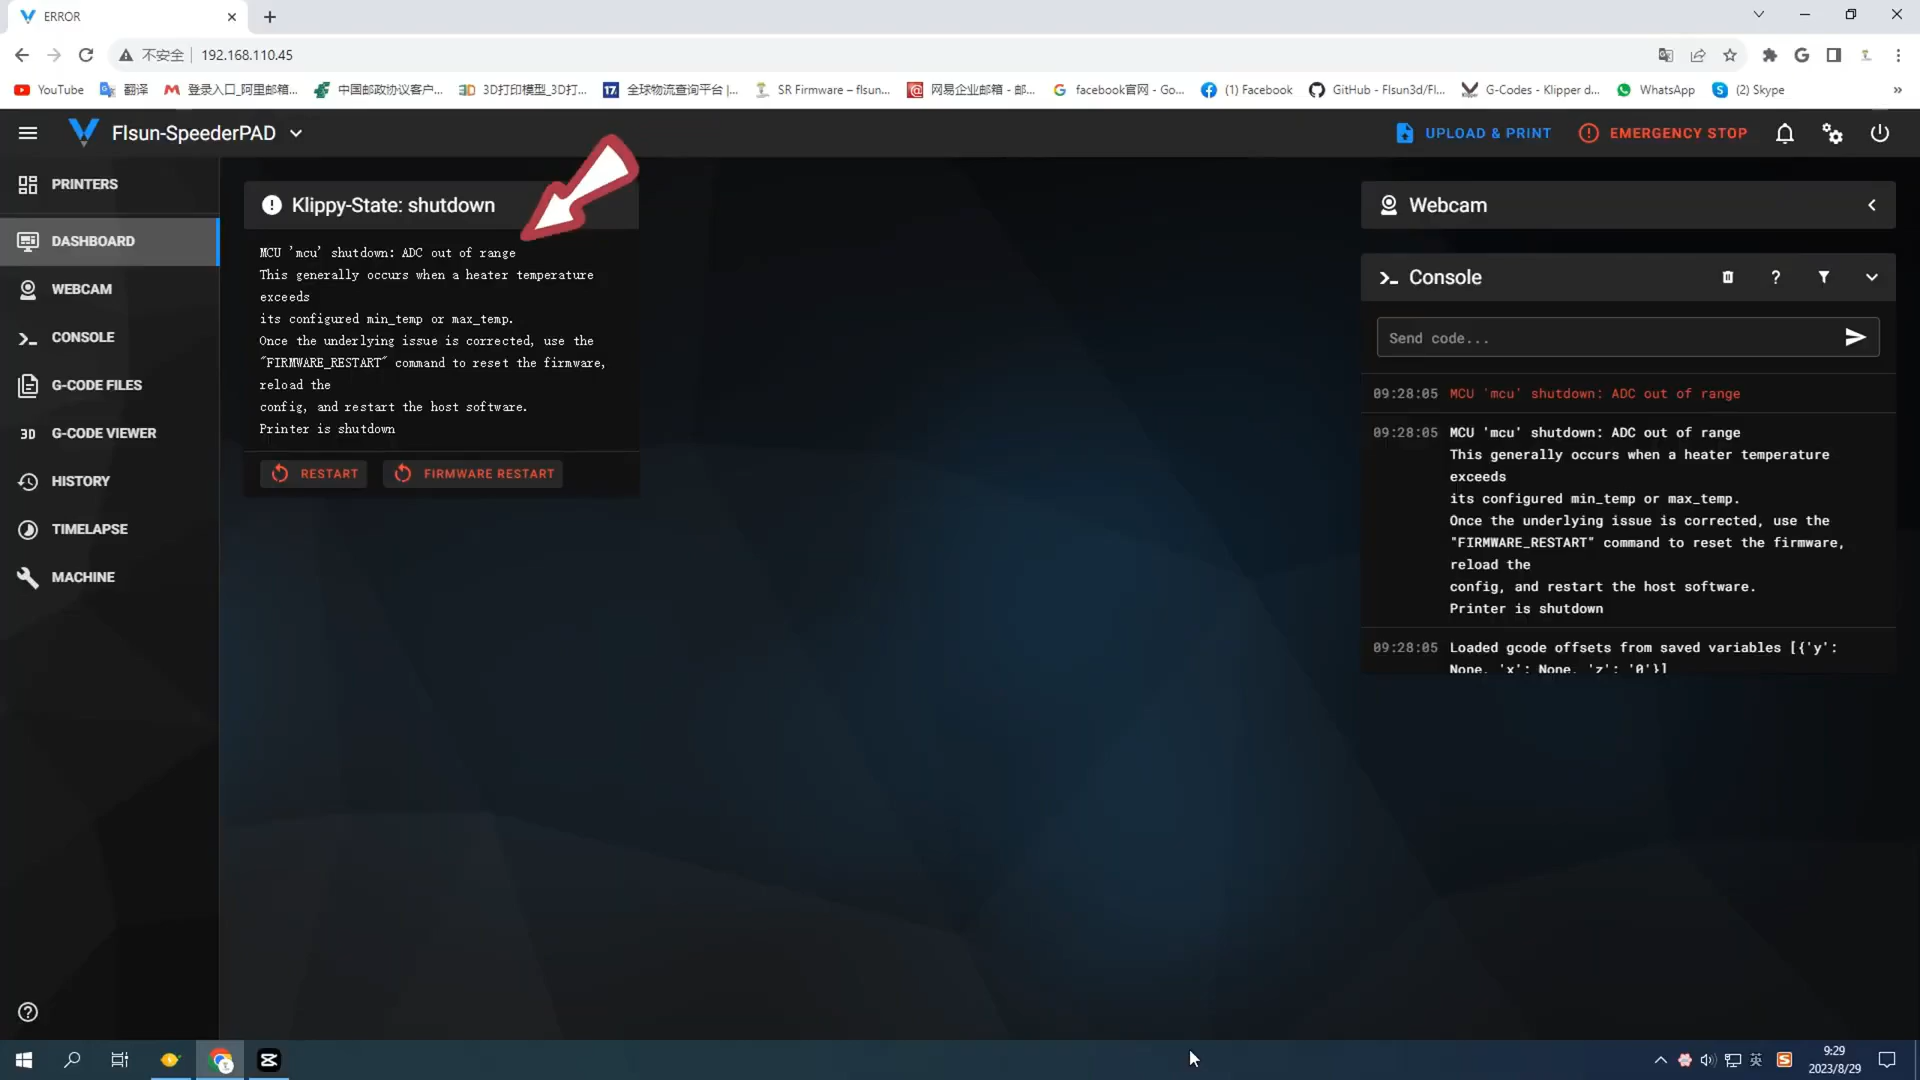 ERROR
不安全
192.168.110.45
YouTube
翻译
登录入口_阿里邮箱...
中国邮政协议客户...
3D打印模型_3D打...
全球物流查询平台 |...
SR Firmware – flsun...
网易企业邮箱 - 邮...
facebook官网 - Go...
(1) Facebook
GitHub - Flsun3d/Fl...
G-Codes - Klipper d...
WhatsApp
(2) Skype
»
Flsun-SpeederPAD
UPLOAD & PRINT
EMERGENCY STOP
PRINTERS
DASHBOARD
WEBCAM
CONSOLE
G-CODE FILES
3D G-CODE VIEWER
HISTORY
TIMELAPSE
MACHINE
Klippy-State: shutdown
MCU 'mcu' shutdown: ADC out of range
This generally occurs when a heater temperature
exceeds
its configured min_temp or max_temp.
Once the underlying issue is corrected, use the
"FIRMWARE_RESTART" command to reset the firmware,
reload the
config, and restart the host software.
Printer is shutdown
RESTART
FIRMWARE RESTART
Webcam
Console
Send code...
09:28:05 MCU 'mcu' shutdown: ADC out of range
09:28:05 MCU 'mcu' shutdown: ADC out of range
This generally occurs when a heater temperature
exceeds
its configured min_temp or max_temp.
Once the underlying issue is corrected, use the
"FIRMWARE_RESTART" command to reset the firmware,
reload the
config, and restart the host software.
Printer is shutdown
09:28:05 Loaded gcode offsets from saved variables [{'y':
None, 'x': None, 'z': '0'}]
英
9:29
2023/8/29